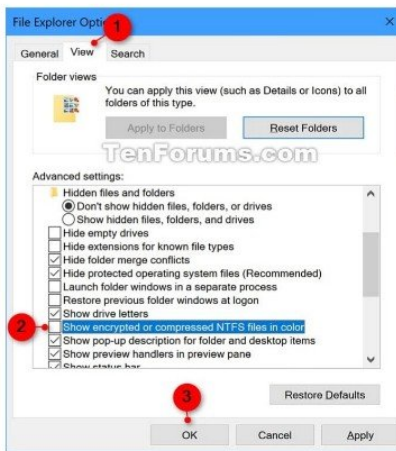 File Explorer Opti
1
×
General View Search
Folder views
You can apply this view (such as Details or Icons) to all
folders of this type.
Apply to Folders Reset Folders
TenForums.com
Advanced settings:
Hidden files and folders
Don't show hidden files, folders, or drives
Show hidden files, folders, and drives
Hide empty drives
Hide extensions for known file types
Hide folder merge conflicts
Hide protected operating system files (Recommended)
Launch folder windows in a separate process
Restore previous folder windows at logon
Show drive letters
2 Show encrypted or compressed NTFS files in color
Show pop-up description for folder and desktop items
Show preview handlers in preview pane
Show status bar
Restore Defaults
3
OK Cancel Apply